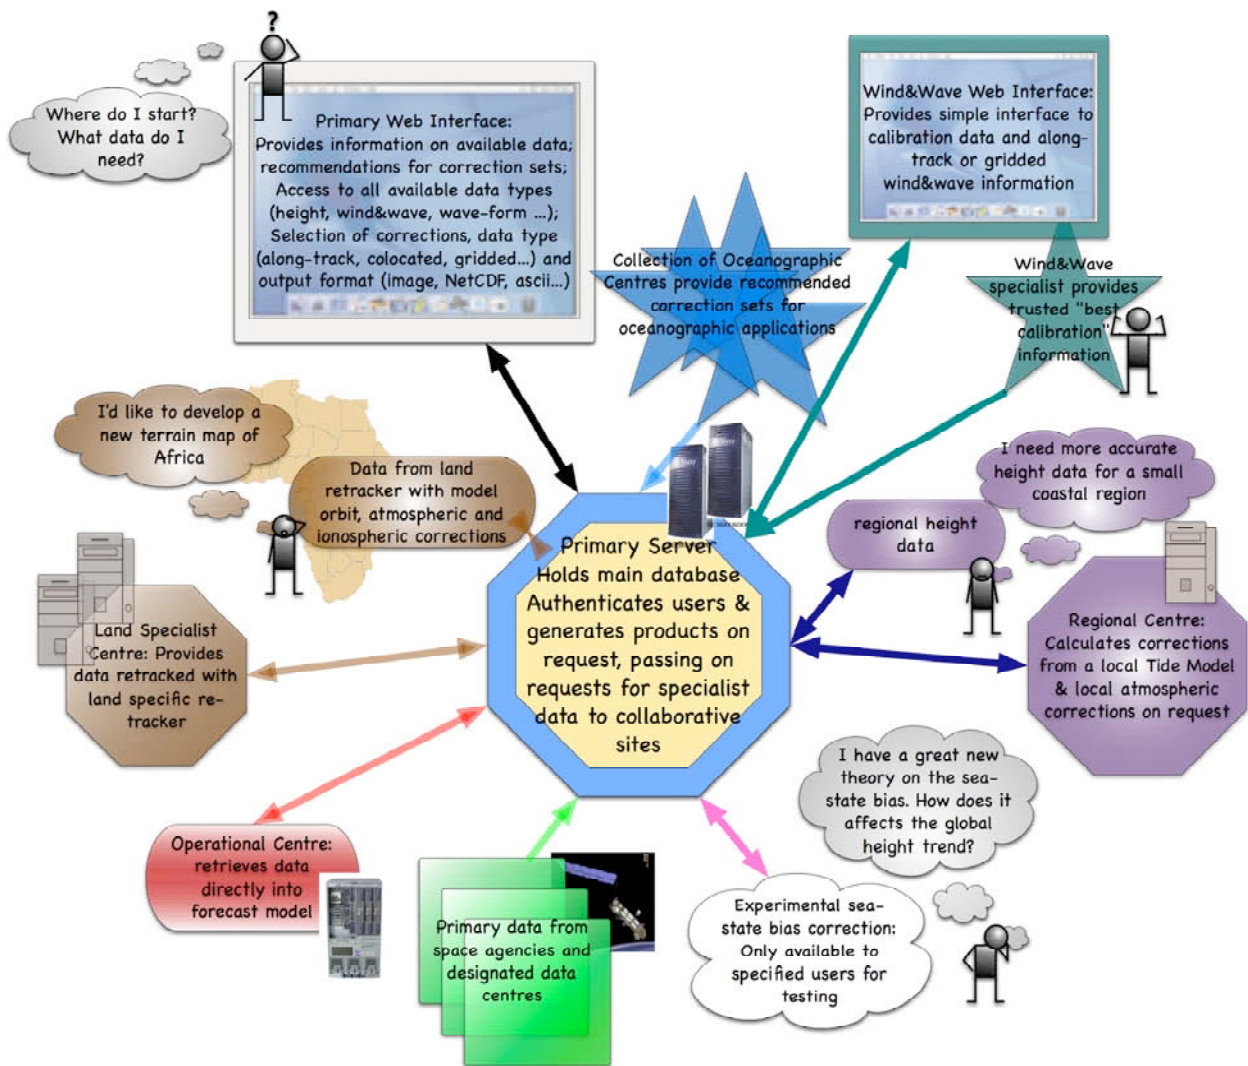 ?
Where do I start?
What data do I
need?
Primary Web Interface:
Provides information on available data;
recommendations for correction sets;
Access to all available data types
(height, wind&wave, wave-form ...);
Selection of corrections, data type
(along-track, colocated, gridded...) and
output format (image, NetCDF, ascii...)
Wind&Wave Web Interface:
Provides simple interface to
calibration data and along-
track or gridded
wind&wave information
Collection of Oceanographic
Centres provide recommended
correction sets for
oceanographic applications
Wind&Wave
specialist provides
trusted "best
calibration"
information
I'd like to develop a
new terrain map of
Africa
Data from land
retracker with model
orbit, atmospheric and
ionospheric corrections
I need more accurate
height data for a small
coastal region
regional height
data
Primary Server
Holds main database
Authenticates users &
generates products on
request, passing on
requests for specialist
data to collaborative
sites
Land Specialist
Centre: Provides
data retracked with
land specific re-
tracker
Regional Centre:
Calculates corrections
from a local Tide Model
& local atmospheric
corrections on request
I have a great new
theory on the sea-
state bias. How does it
affects the global
height trend?
Operational Centre:
retrieves data
directly into
forecast model
Primary data from
space agencies and
designated data
centres
Experimental sea-
state bias correction:
Only available to
specified users for
testing